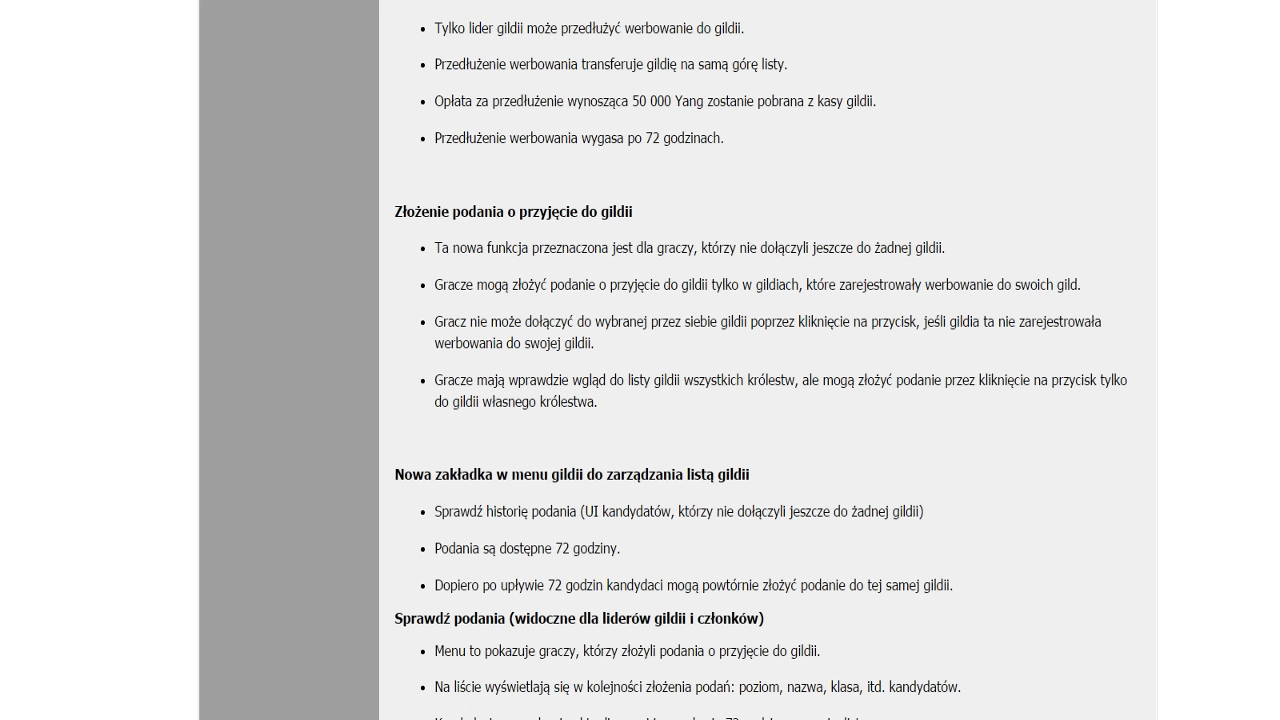 Tylko lider gildii może przedłużyć werbowanie do gildii.
Przedłużenie werbowania transferuje gildię na samą górę listy.
Opłata za przedłużenie wynosząca 50 000 Yang zostanie pobrana z kasy gildii.
Przedłużenie werbowania wygasa po 72 godzinach.
Złożenie podania o przyjęcie do gildii
Ta nowa funkcja przeznaczona jest dla graczy, którzy nie dołączyli jeszcze do żadnej gildii.
Gracze mogą złożyć podanie o przyjęcie do gildii tylko w gildiach, które zarejestrowały werbowanie do swoich gild.
Gracz nie może dołączyć do wybranej przez siebie gildii poprzez kliknięcie na przycisk, jeśli gildia ta nie zarejestrowała
werbowania do swojej gildii.
Gracze mają wprawdzie wgląd do listy gildii wszystkich królestw, ale mogą złożyć podanie przez kliknięcie na przycisk tylko
do gildii własnego królestwa.
Nowa zakładka w menu gildii do zarządzania listą gildii
Sprawdź historię podania (UI kandydatów, którzy nie dołączyli jeszcze do żadnej gildii)
Podania są dostępne 72 godziny.
Dopiero po upływie 72 godzin kandydaci mogą powtórnie złożyć podanie do tej samej gildii.
Sprawdź podania (widoczne dla liderów gildii i członków)
Menu to pokazuje graczy, którzy złożyli podania o przyjęcie do gildii.
Na liście wyświetlają się w kolejności złożenia podań: poziom, nazwa, klasa, itd. kandydatów.